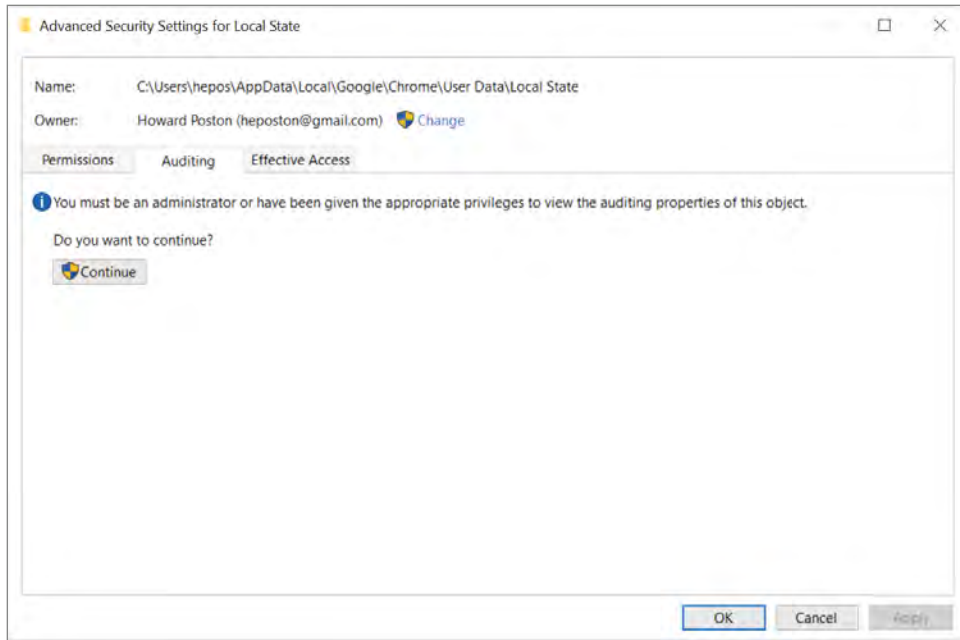 Advanced Security Settings for Local State
Name: C:\Users\hepos\AppData\Local\Google\Chrome\User Data\Local State
Owner: Howard Poston (heposton@gmail.com) Change
Permissions Auditing Effective Access
You must be an administrator or have been given the appropriate privileges to view the auditing properties of this object.
Do you want to continue?
Continue
OK Cancel Apply